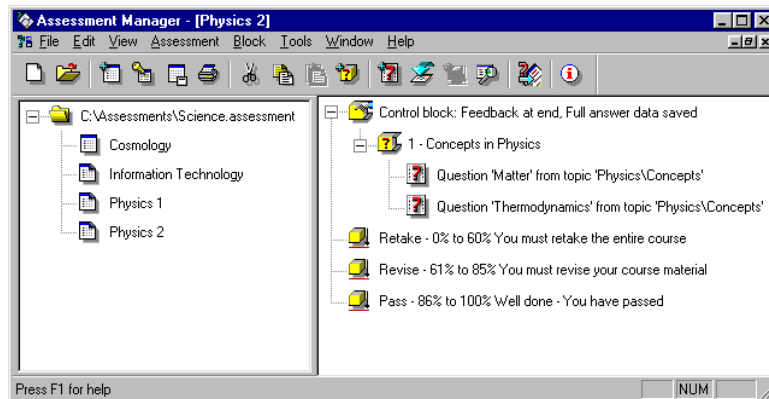 Assessment Manager - [Physics 2]
File Edit View Assessment Block Tools Window Help
C:\Assessments\Science.assessment
Cosmology
Information Technology
Physics 1
Physics 2
Control block: Feedback at end, Full answer data saved
1 - Concepts in Physics
Question 'Matter' from topic 'Physics\Concepts'
Question 'Thermodynamics' from topic 'Physics\Concepts'
Retake - 0% to 60% You must retake the entire course
Revise - 61% to 85% You must revise your course material
Pass - 86% to 100% Well done - You have passed
Press F1 for help
NUM